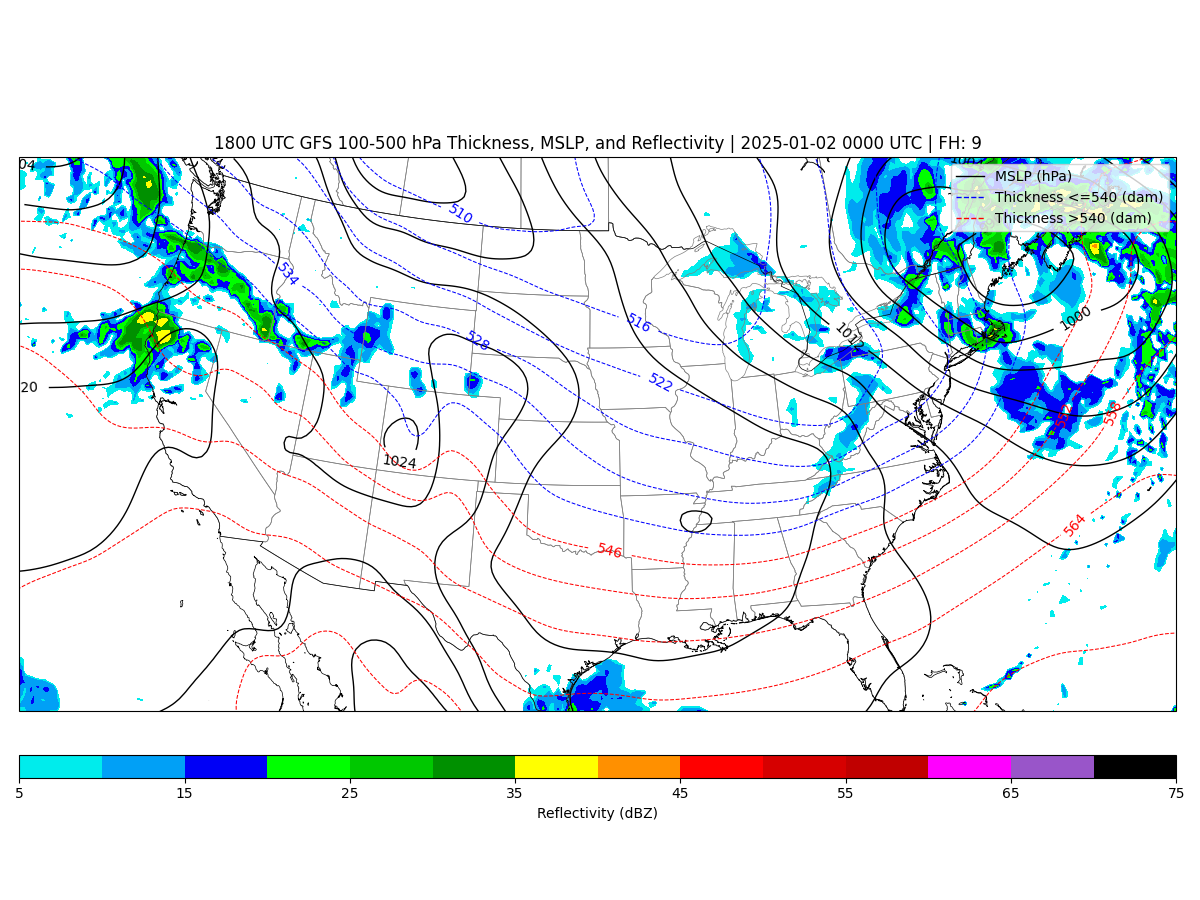 1800 UTC GFS 100-500 hPa Thickness, MSLP, and Reflectivity | 2025-01-02 0000 UTC | FH: 9
04
MSLP (hPa)
Thickness <=540 (dam)
Thickness >540 (dam)
510
534
516
1000
528
522
20
558
552
1024
564
546
5 15 25 35 45 55 65 75
Reflectivity (dBZ)